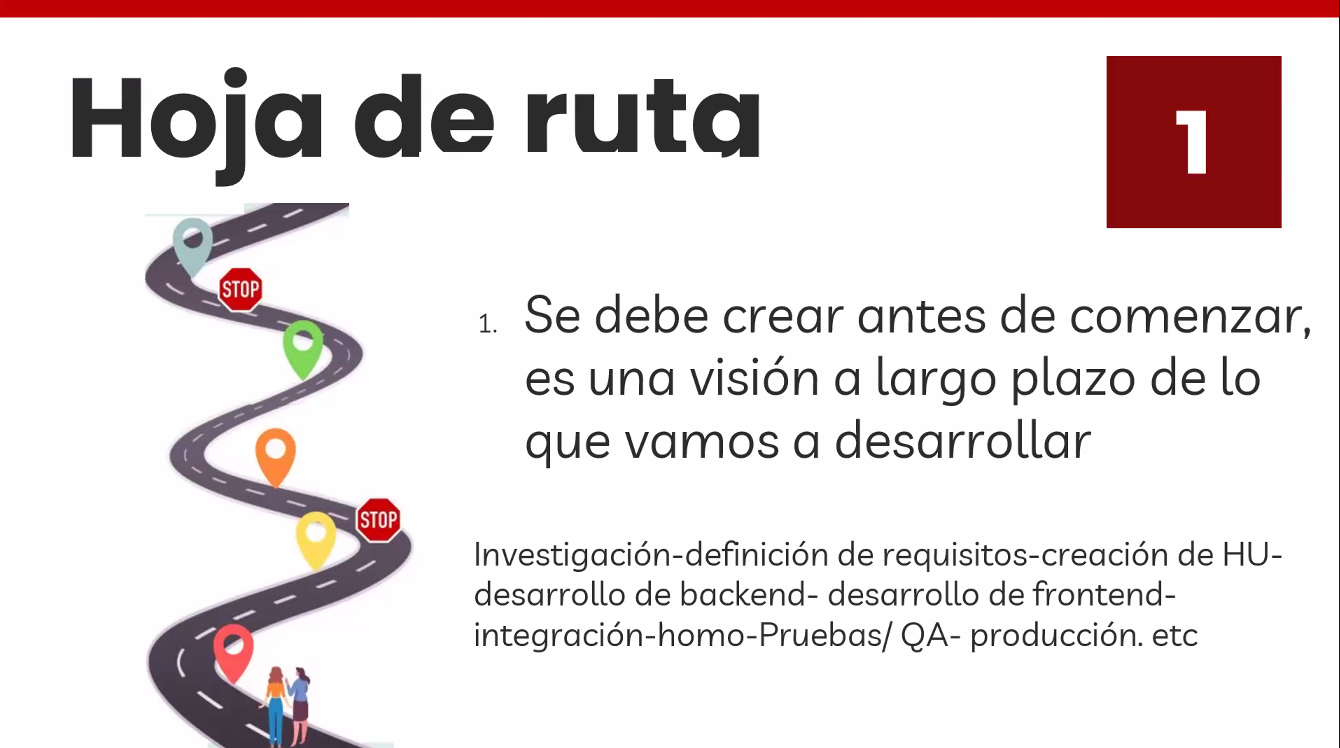 Hoja de ruta
1
STOP
1. Se debe crear antes de comenzar,
es una visión a largo plazo de lo
que vamos a desarrollar
STOP
Investigación-definición de requisitos-creación de HU-
desarrollo de backend- desarrollo de frontend-
integración-homo-Pruebas/ QA- producción. etc